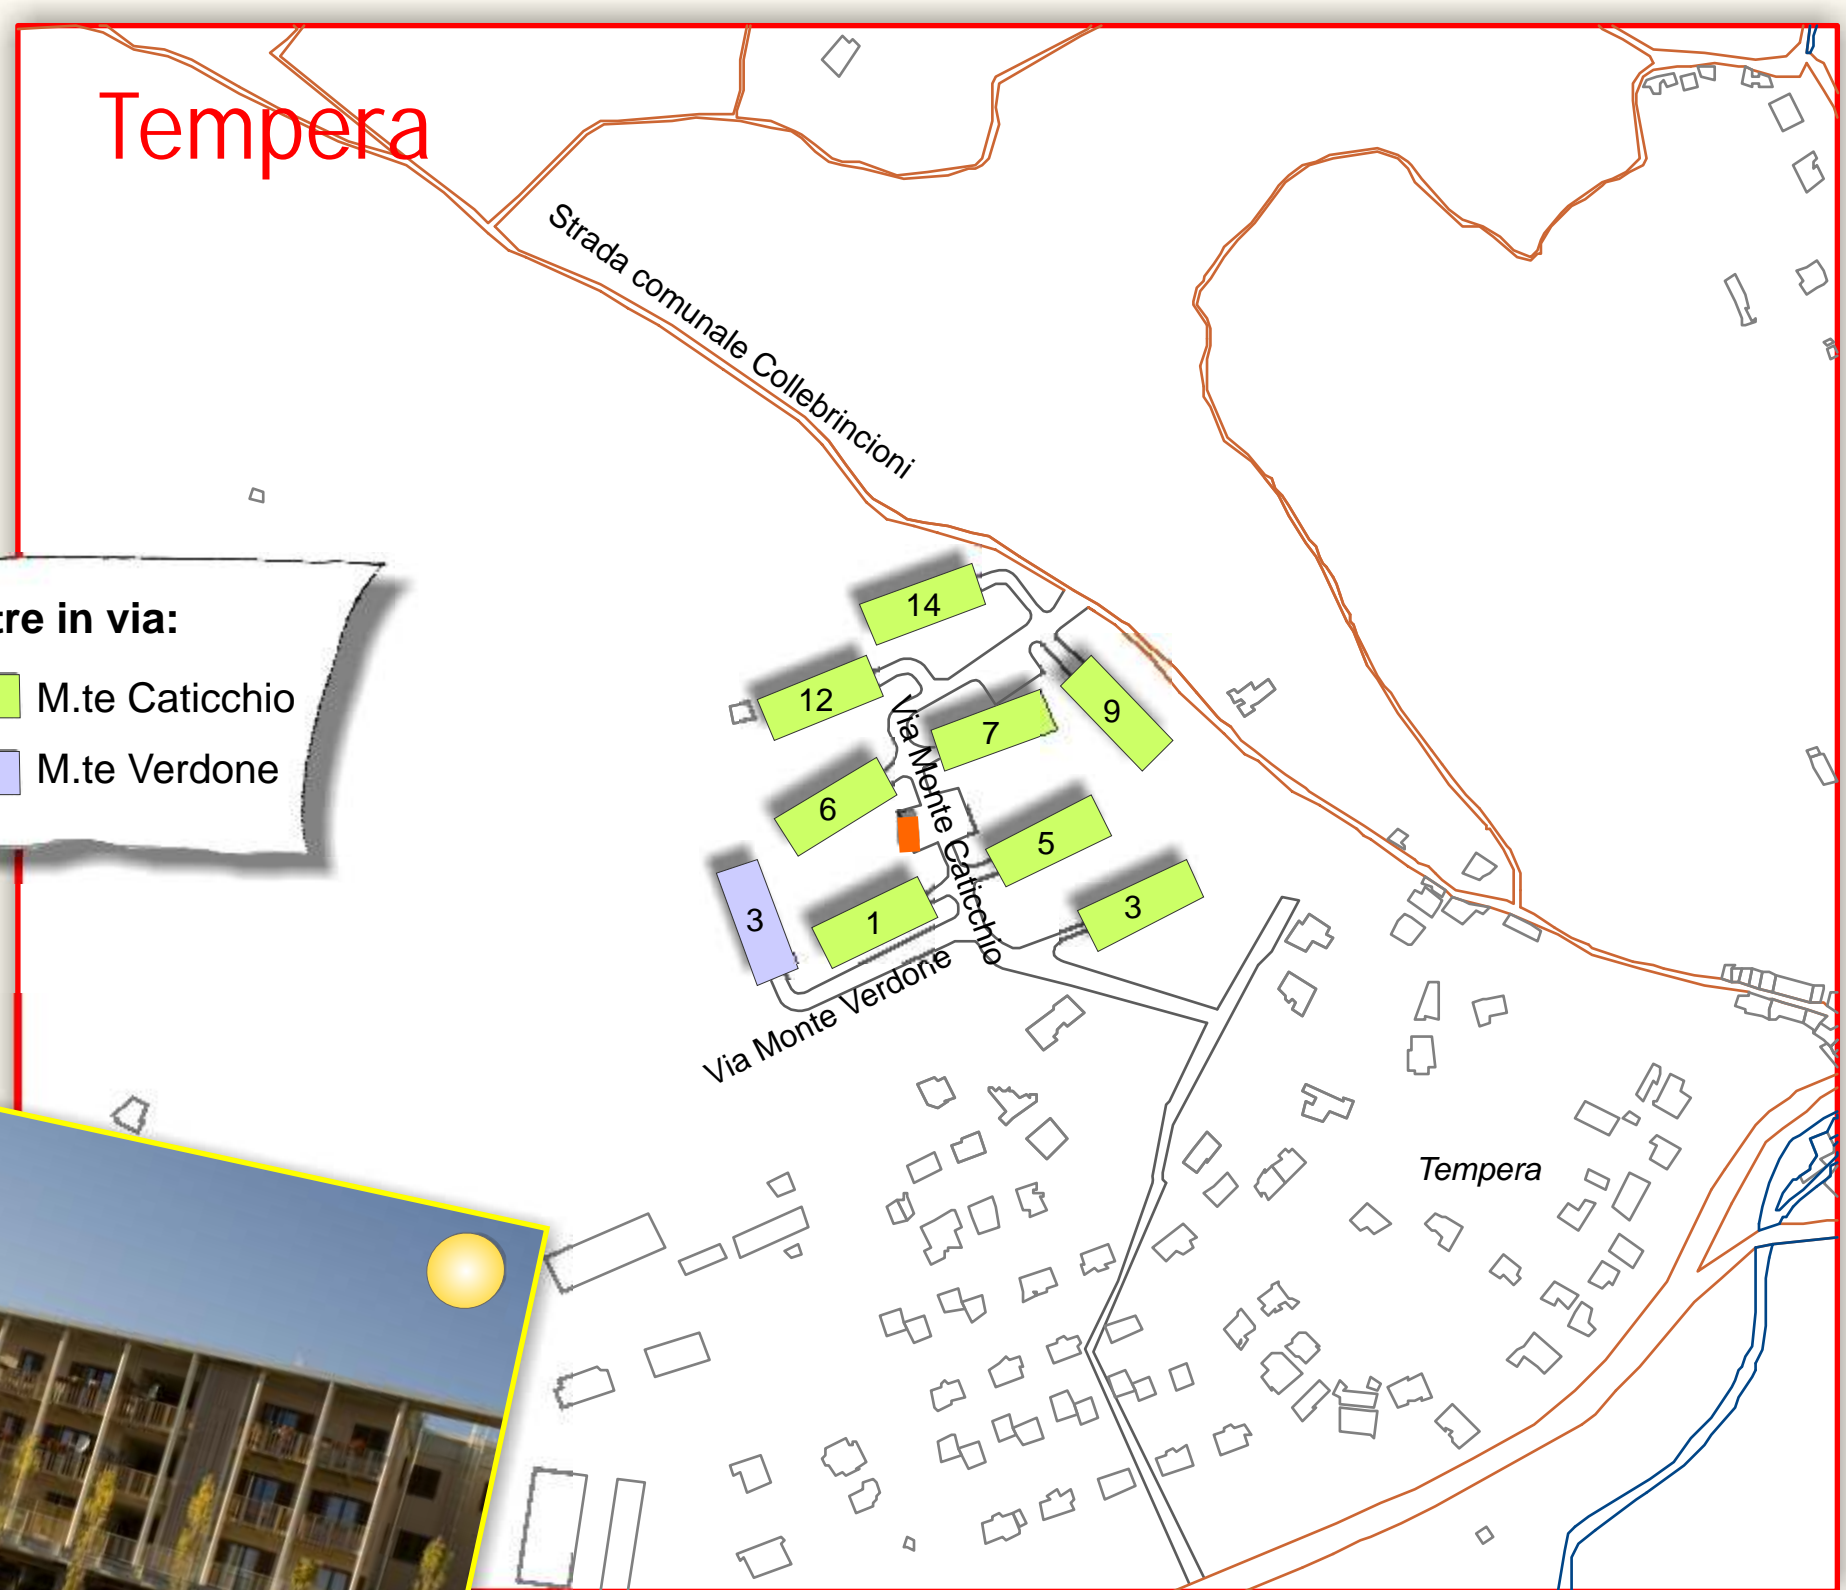 Tempera
Strada comunale Collebrincioni
in via:
M.te Caticchio
M.te Verdone
14
12
7
9
6
5
3
1
3
Via Monte Caticchio
Via Monte Verdone
Tempera